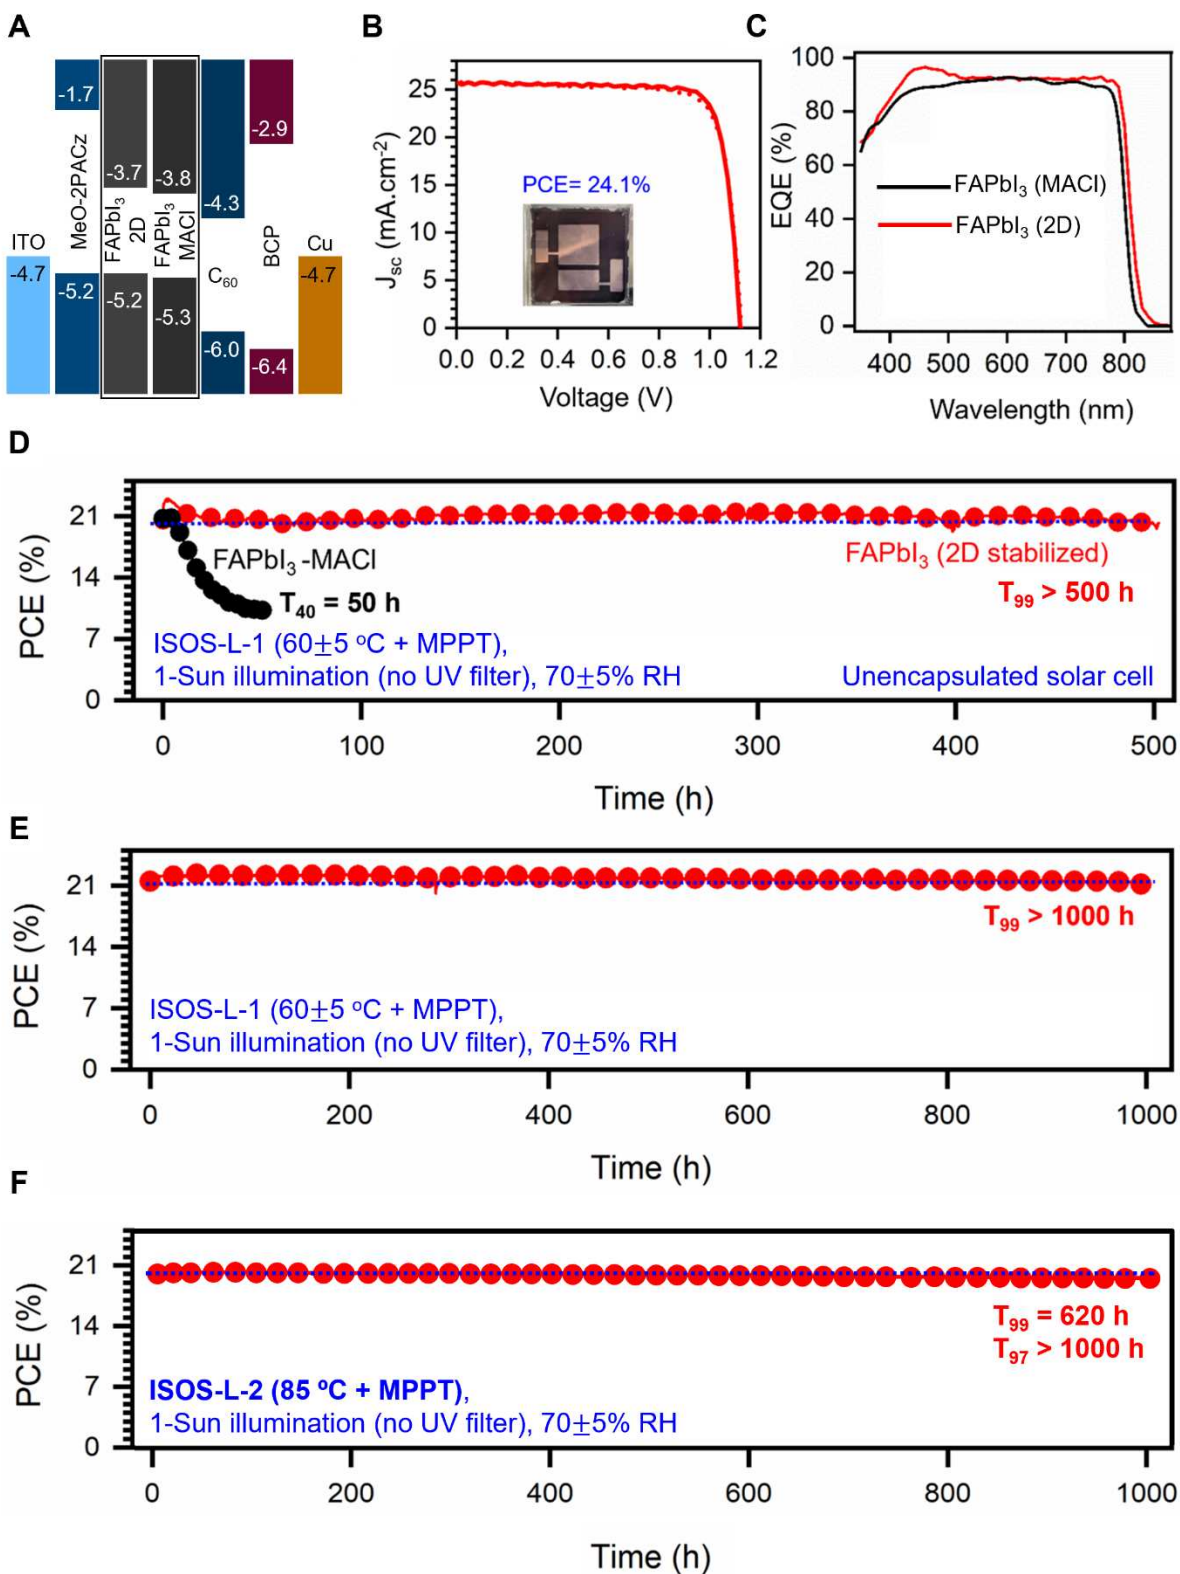 A
-1.7
-2.9
-3.7
-3.8
-4.3
MeO-2PACz
FAPbI₃
2D
FAPbI₃
MACl
BCP
ITO
C₆₀
Cu
-4.7
-5.2
-5.2
-5.3
-6.0
-6.4
-4.7
B
25
20
15
10
5
0
J_sc (mA.cm⁻²)
PCE= 24.1%
0.0 0.2 0.4 0.6 0.8 1.0 1.2
Voltage (V)
C
100
80
60
40
20
0
EQE (%)
FAPbI₃ (MACl)
FAPbI₃ (2D)
400 500 600 700 800
Wavelength (nm)
D
21
14
7
0
PCE (%)
FAPbI₃ -MACl
T₄₀ = 50 h
FAPbI₃ (2D stabilized)
T₉₉ > 500 h
ISOS-L-1 (60±5 ºC + MPPT),
1-Sun illumination (no UV filter), 70±5% RH
Unencapsulated solar cell
0 100 200 300 400 500
Time (h)
E
21
14
7
0
PCE (%)
T₉₉ > 1000 h
ISOS-L-1 (60±5 ºC + MPPT),
1-Sun illumination (no UV filter), 70±5% RH
0 200 400 600 800 1000
Time (h)
F
21
14
7
0
PCE (%)
T₉₉ = 620 h
T₉₇ > 1000 h
ISOS-L-2 (85 ºC + MPPT),
1-Sun illumination (no UV filter), 70±5% RH
0 200 400 600 800 1000
Time (h)